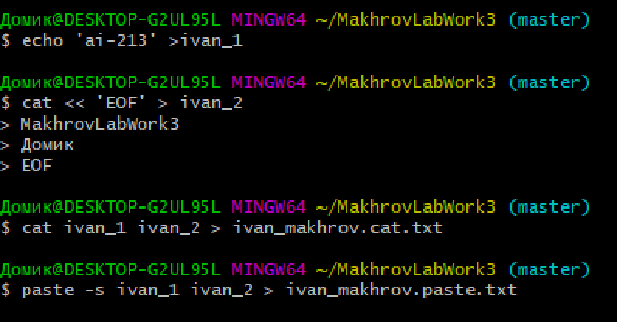 Домик@DESKTOP-G2UL95L MINGW64 ~/MakhrovLabWork3 (master)
$ echo 'ai-213' >ivan_1
Домик@DESKTOP-G2UL95L MINGW64 ~/MakhrovLabWork3 (master)
$ cat << 'EOF' > ivan_2
> MakhrovLabWork3
> Домик
> EOF
Домик@DESKTOP-G2UL95L MINGW64 ~/MakhrovLabWork3 (master)
$ cat ivan_1 ivan_2 > ivan_makhrov.cat.txt
Домик@DESKTOP-G2UL95L MINGW64 ~/MakhrovLabWork3 (master)
$ paste -s ivan_1 ivan_2 > ivan_makhrov.paste.txt